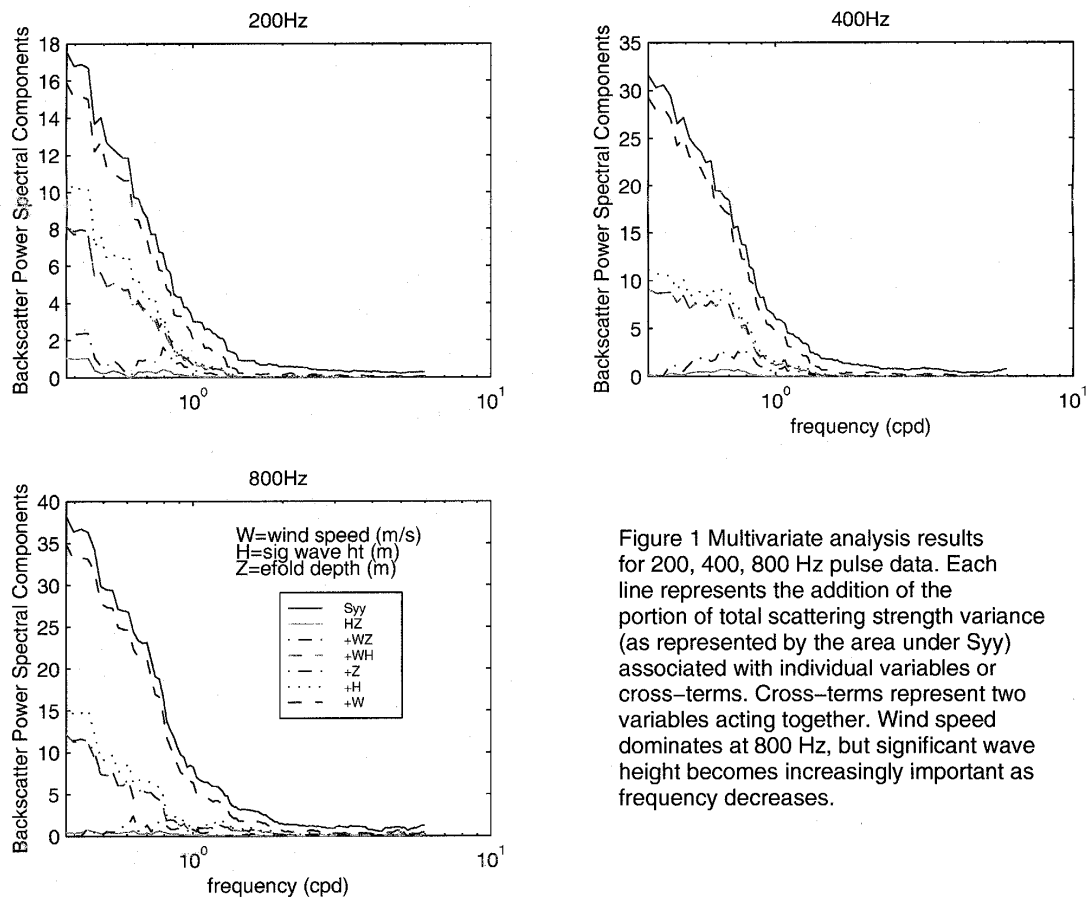 200Hz
Backscatter Power Spectral Components
18
16
14
12
10
8
6
4
2
0
10^0
10^1
400Hz
Backscatter Power Spectral Components
35
30
25
20
15
10
5
0
10^0
10^1
frequency (cpd)
800Hz
Backscatter Power Spectral Components
40
35
30
25
20
15
10
5
0
10^0
10^1
frequency (cpd)
W=wind speed (m/s)
H=sig wave ht (m)
Z=efold depth (m)
Syy
HZ
+WZ
+WH
+Z
+H
+W
Figure 1 Multivariate analysis results
for 200, 400, 800 Hz pulse data. Each
line represents the addition of the
portion of total scattering strength variance
(as represented by the area under Syy)
associated with individual variables or
cross–terms. Cross–terms represent two
variables acting together. Wind speed
dominates at 800 Hz, but significant wave
height becomes increasingly important as
frequency decreases.